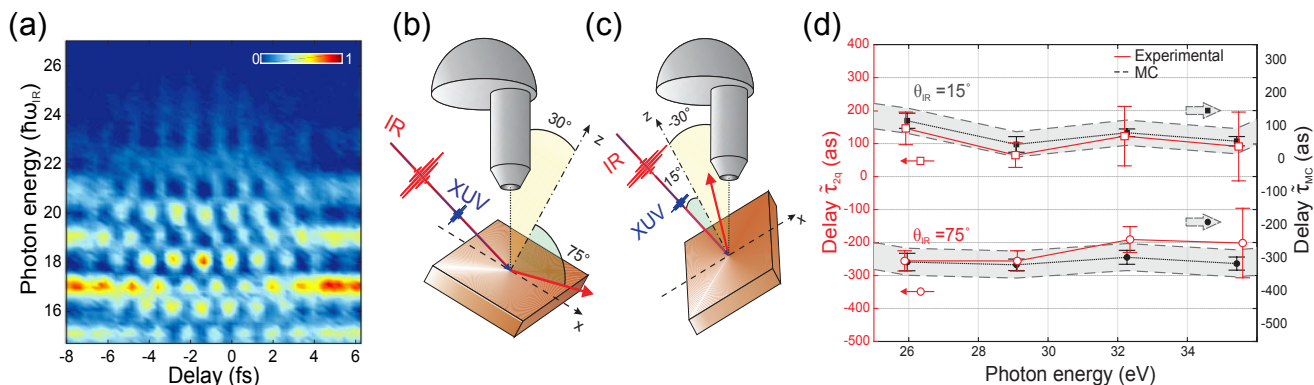 (a)
Photon energy (ħω_IR)
26
24
22
20
18
16
0
1
-8
-6
-4
-2
0
2
4
6
Delay (fs)
(b)
IR
XUV
30°
z
75°
x
(c)
IR
XUV
-30°
z
15°
x
(d)
Delay τ̃_2q (as)
400
300
200
100
0
-100
-200
-300
-400
-500
θ_IR =15°
θ_IR =75°
Experimental
MC
26
28
30
32
34
Photon energy (eV)
300
200
100
0
-100
-200
-300
-400
-500
Delay τ̃_MC (as)